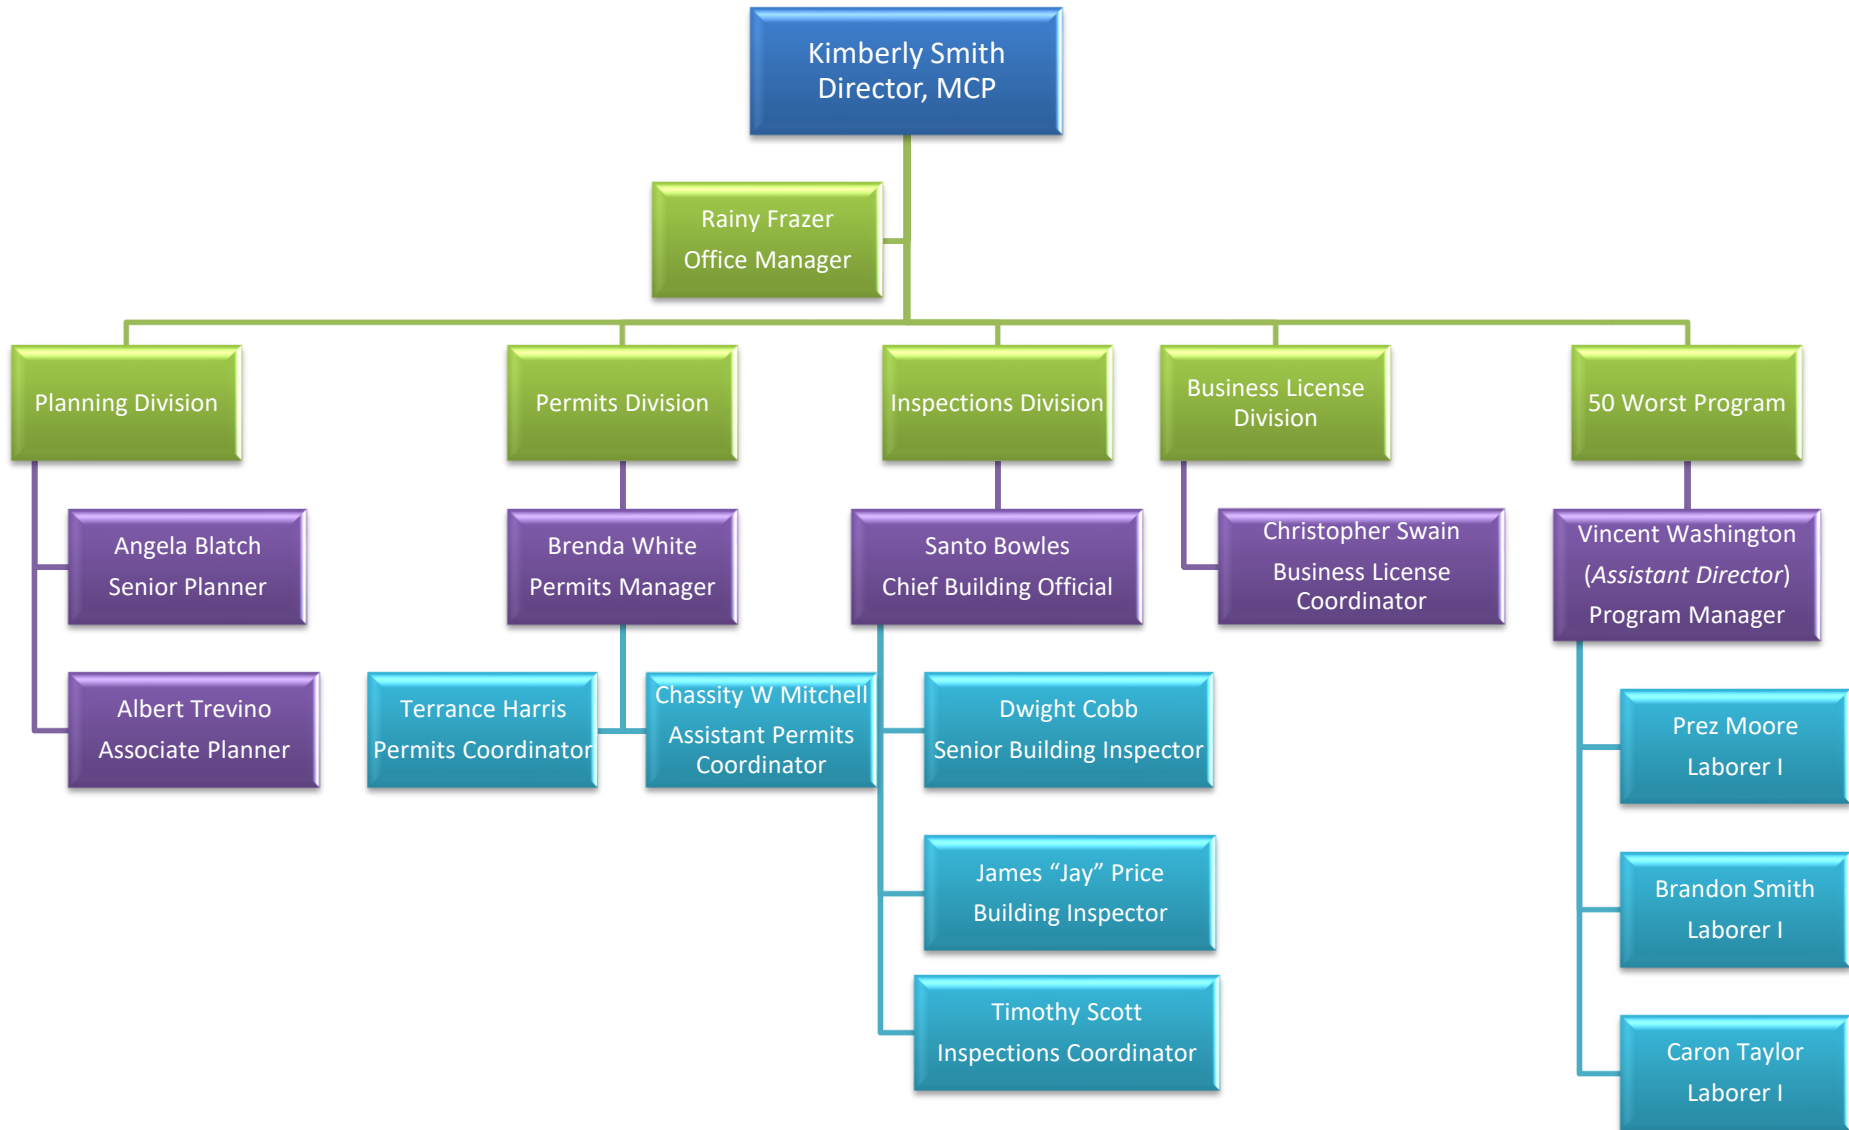 Kimberly Smith
Director, MCP
Rainy Frazer
Office Manager
Planning Division
Permits Division
Inspections Division
Business License
Division
50 Worst Program
Angela Blatch
Senior Planner
Albert Trevino
Associate Planner
Brenda White
Permits Manager
Terrance Harris
Permits Coordinator
Chassity W Mitchell
Assistant Permits
Coordinator
Santo Bowles
Chief Building Official
Dwight Cobb
Senior Building Inspector
James “Jay” Price
Building Inspector
Timothy Scott
Inspections Coordinator
Christopher Swain
Business License
Coordinator
Vincent Washington
(Assistant Director)
Program Manager
Prez Moore
Laborer I
Brandon Smith
Laborer I
Caron Taylor
Laborer I